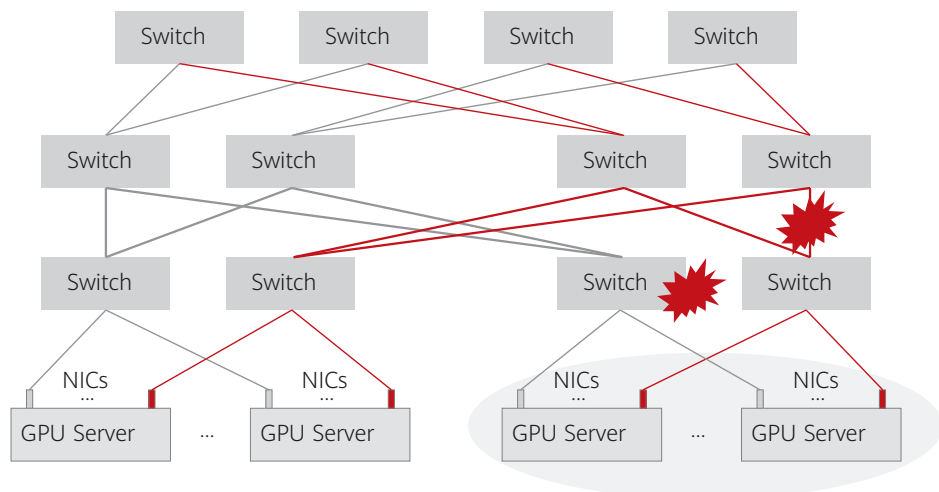 Switch Switch Switch Switch
Switch Switch Switch Switch
Switch Switch Switch Switch
NICs NICs NICs NICs
... ... ... ...
GPU Server ... GPU Server GPU Server ... GPU Server